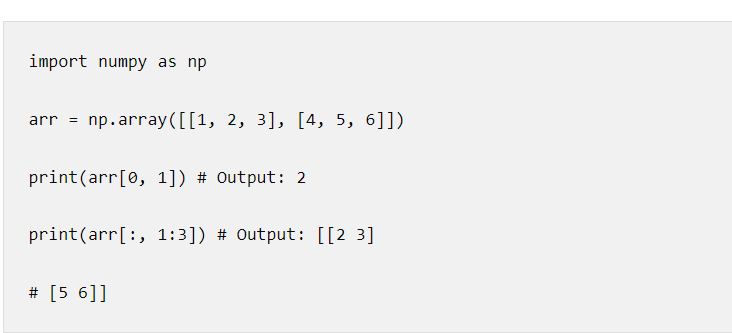 import numpy as np
arr = np.array([[1, 2, 3], [4, 5, 6]])
print(arr[0, 1]) # Output: 2
print(arr[:, 1:3]) # Output: [[2 3]
# [5 6]]